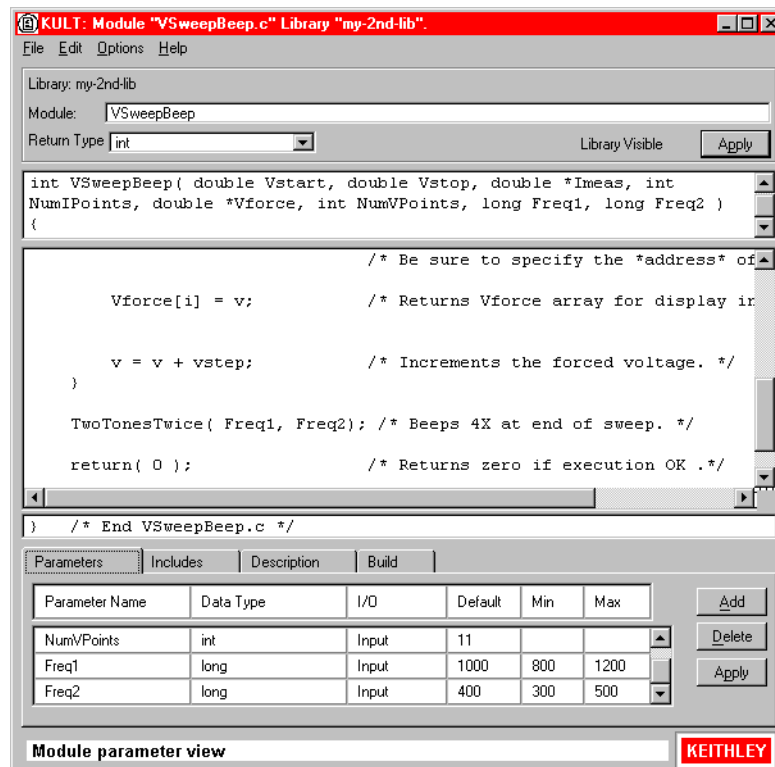 KULT: Module "VSweepBeep.c" Library "my-2nd-lib".
File Edit Options Help
Library: my-2nd-lib
Module: VSweepBeep
Return Type int Library Visible Apply
int VSweepBeep( double Vstart, double Vstop, double *Imeas, int
NumIPoints, double *Vforce, int NumVPoints, long Freq1, long Freq2 )
{
/* Be sure to specify the *address* of
Vforce[i] = v; /* Returns Vforce array for display in
v = v + vstep; /* Increments the forced voltage. */
}
TwoTonesTwice( Freq1, Freq2); /* Beeps 4X at end of sweep. */
return( 0 ); /* Returns zero if execution OK .*/
} /* End VSweepBeep.c */
Parameters Includes Description Build
Parameter Name Data Type I/O Default Min Max Add
NumVPoints int Input 11 Delete
Freq1 long Input 1000 800 1200 Apply
Freq2 long Input 400 300 500
Module parameter view KEITHLEY